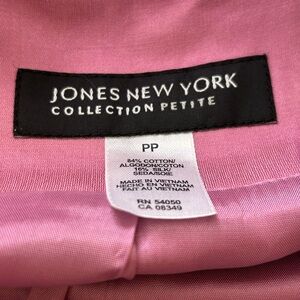 JONES NEW YORK
COLLECTION PETITE
PP
84% COTTON/
ALGODON/COTON
16% SILK/
SEDA/SOIE
MADE IN VIETNAM
HECHO EN VIETNAM
FAIT AU VIETNAM
RN 54050
CA 08349